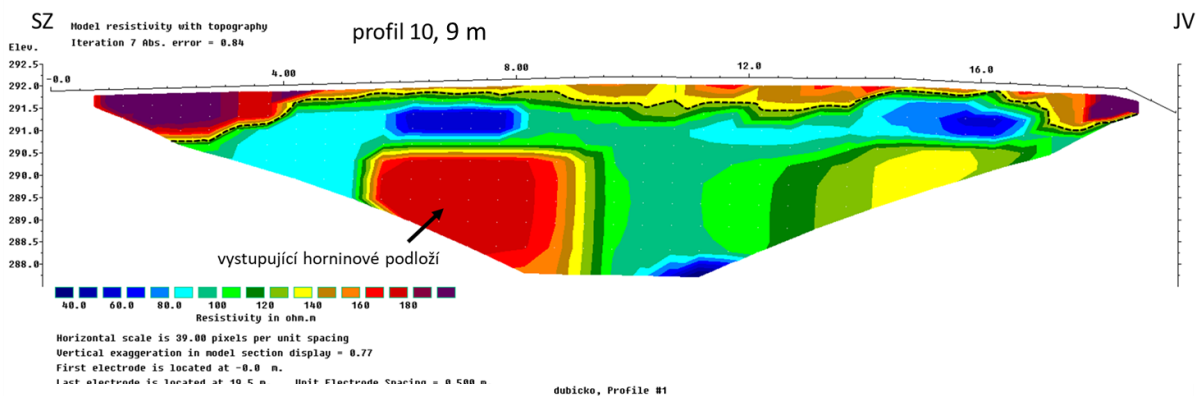 SZ
Model resistivity with topography
Iteration 7 Abs. error = 0.84
profil 10, 9 m
JV
Elev.
-0.0 4.00 8.00 12.0 16.0
292.5
292.0
291.5
291.0
290.5
290.0
289.5
289.0
288.5
288.0
vystupující horninové podloží
40.0 60.0 80.0 100 120 140 160 180
Resistivity in ohm.m
Horizontal scale is 39.00 pixels per unit spacing
Vertical exaggeration in model section display = 0.77
First electrode is located at -0.0 m.
Last electrode is located at 19.5 m. Unit Electrode Spacing = 0.500 m.
dubicko, Profile #1